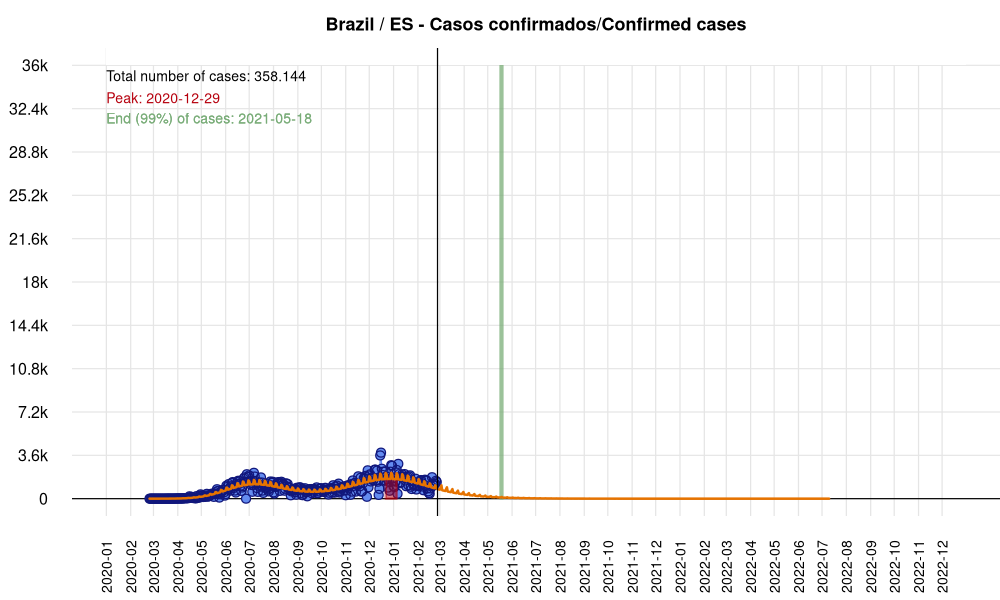 Brazil / ES - Casos confirmados/Confirmed cases
Total number of cases: 358.144
Peak: 2020-12-29
End (99%) of cases: 2021-05-18
36k
32.4k
28.8k
25.2k
21.6k
18k
14.4k
10.8k
7.2k
3.6k
0
2020-01
2020-02
2020-03
2020-04
2020-05
2020-06
2020-07
2020-08
2020-09
2020-10
2020-11
2020-12
2021-01
2021-03
2021-04
2021-05
2021-06
2021-07
2021-08
2021-09
2021-10
2021-11
2021-12
2022-01
2022-02
2022-03
2022-04
2022-05
2022-06
2022-07
2022-08
2022-09
2022-10
2022-11
2022-12